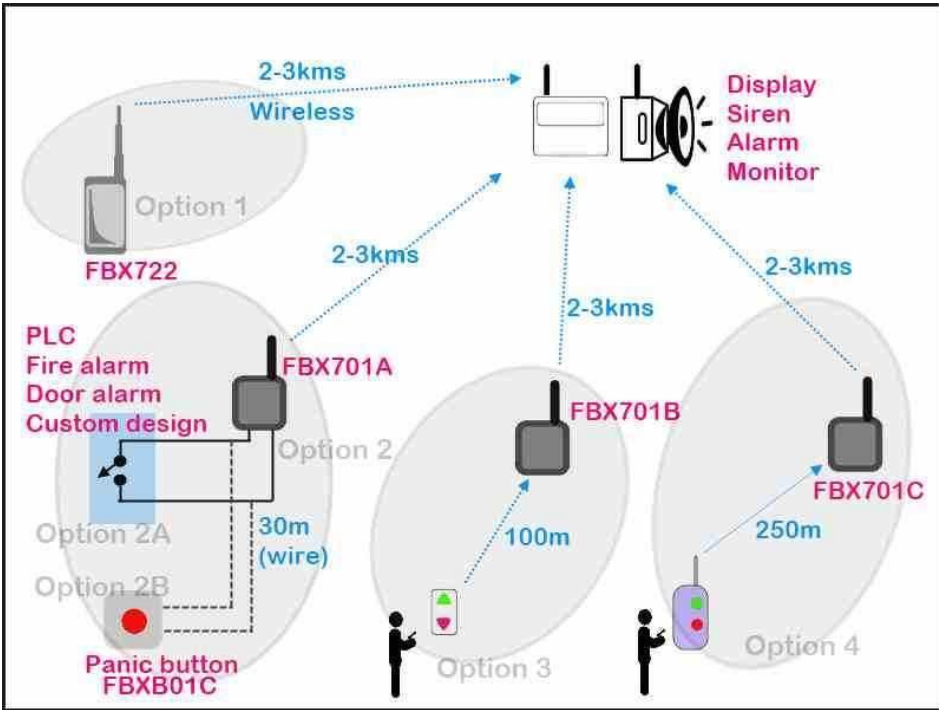 2-3kms
Wireless
Display
Siren
Alarm
Monitor
Option 1
FBX722
2-3kms
2-3kms
2-3kms
PLC
Fire alarm
Door alarm
Custom design
FBX701A
Option 2
Option 2A
30m
(wire)
Option 2B
Panic button
FBXB01C
FBX701B
100m
Option 3
FBX701C
250m
Option 4